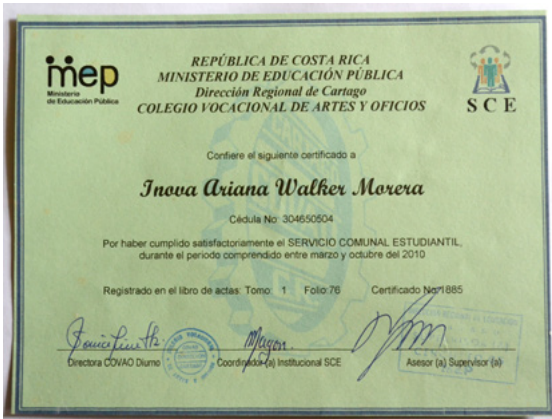 mep
Ministerio
de Educación Pública
REPÚBLICA DE COSTA RICA
MINISTERIO DE EDUCACIÓN PÚBLICA
Dirección Regional de Cartago
COLEGIO VOCACIONAL DE ARTES Y OFICIOS
SCE
Confiere el siguiente certificado a
Inova Ariana Walker Morera
Cédula No: 304650504
Por haber cumplido satisfactoriamente el SERVICIO COMUNAL ESTUDIANTIL,
durante el periodo comprendido entre marzo y octubre del 2010
Registrado en el libro de actas: Tomo: 1 Folio:76 Certificado No:1885
Directora COVAO Diurno
Coordinador(a) Institucional SCE
Asesor (a) Supervisor (a)